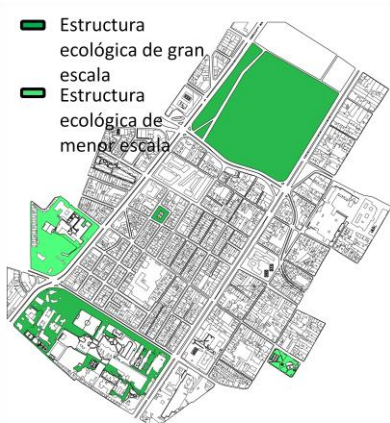 Estructura
ecológica de gran
escala
Estructura
ecológica de
menor escala